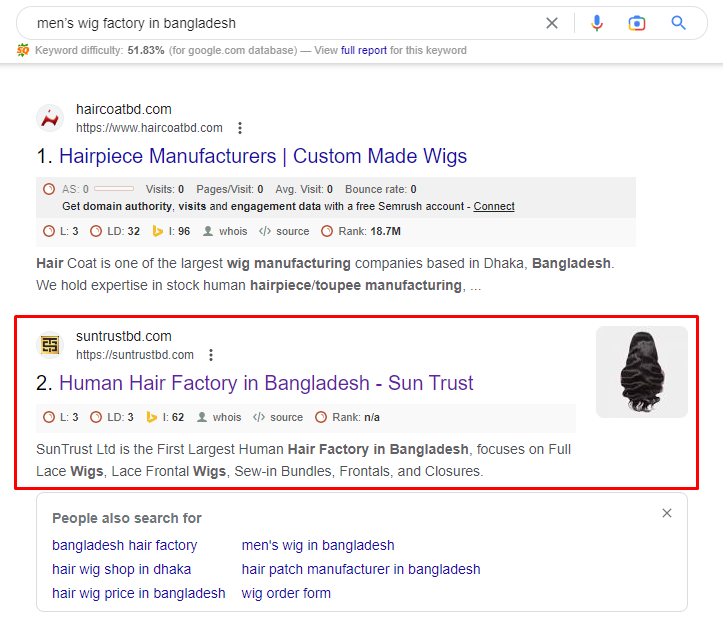 men's wig factory in bangladesh
Keyword difficulty: 51.83% (for google.com database) — View full report for this keyword
haircoatbd.com
https://www.haircoatbd.com
1. Hairpiece Manufacturers | Custom Made Wigs
AS: 0 Visits: 0 Pages/Visit: 0 Avg. Visit: 0 Bounce rate: 0
Get domain authority, visits and engagement data with a free Semrush account - Connect
L: 3 LD: 32 I: 96 whois </> source Rank: 18.7M
Hair Coat is one of the largest wig manufacturing companies based in Dhaka, Bangladesh.
We hold expertise in stock human hairpiece/toupee manufacturing, ...
suntrustbd.com
https://suntrustbd.com
2. Human Hair Factory in Bangladesh - Sun Trust
L: 3 LD: 3 I: 62 whois </> source Rank: n/a
SunTrust Ltd is the First Largest Human Hair Factory in Bangladesh, focuses on Full
Lace Wigs, Lace Frontal Wigs, Sew-in Bundles, Frontals, and Closures.
People also search for
bangladesh hair factory men's wig in bangladesh
hair wig shop in dhaka hair patch manufacturer in bangladesh
hair wig price in bangladesh wig order form